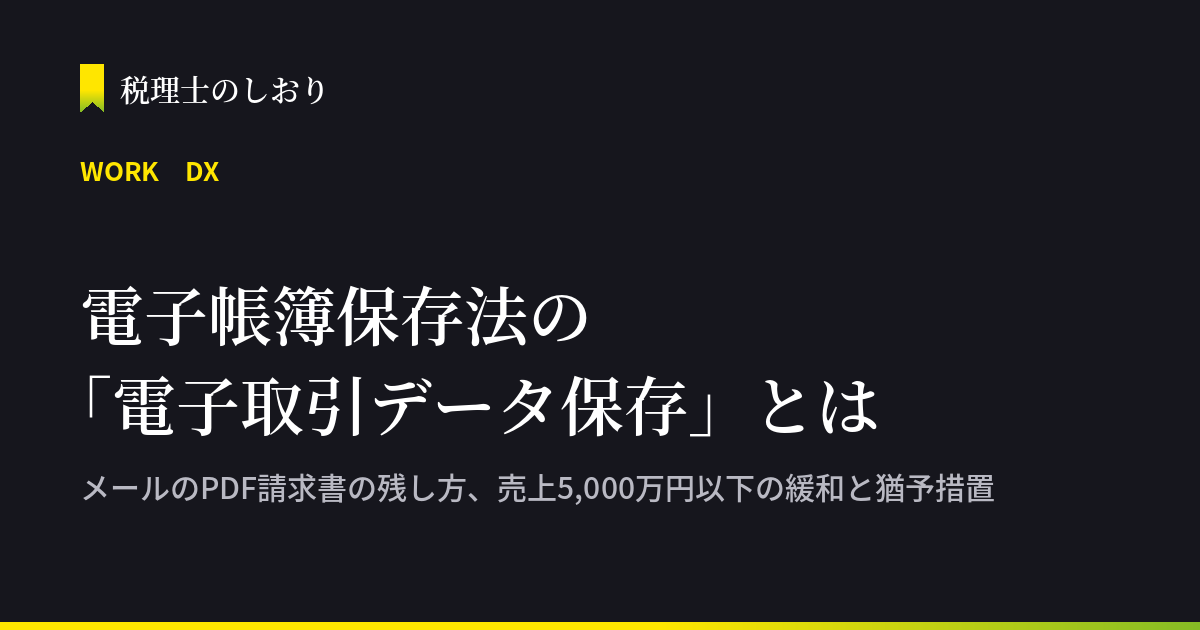 税理士のしおり
WORK DX
電子帳簿保存法の
「電子取引データ保存」とは
メールのPDF請求書の残し方、売上5,000万円以下の緩和と猶予措置